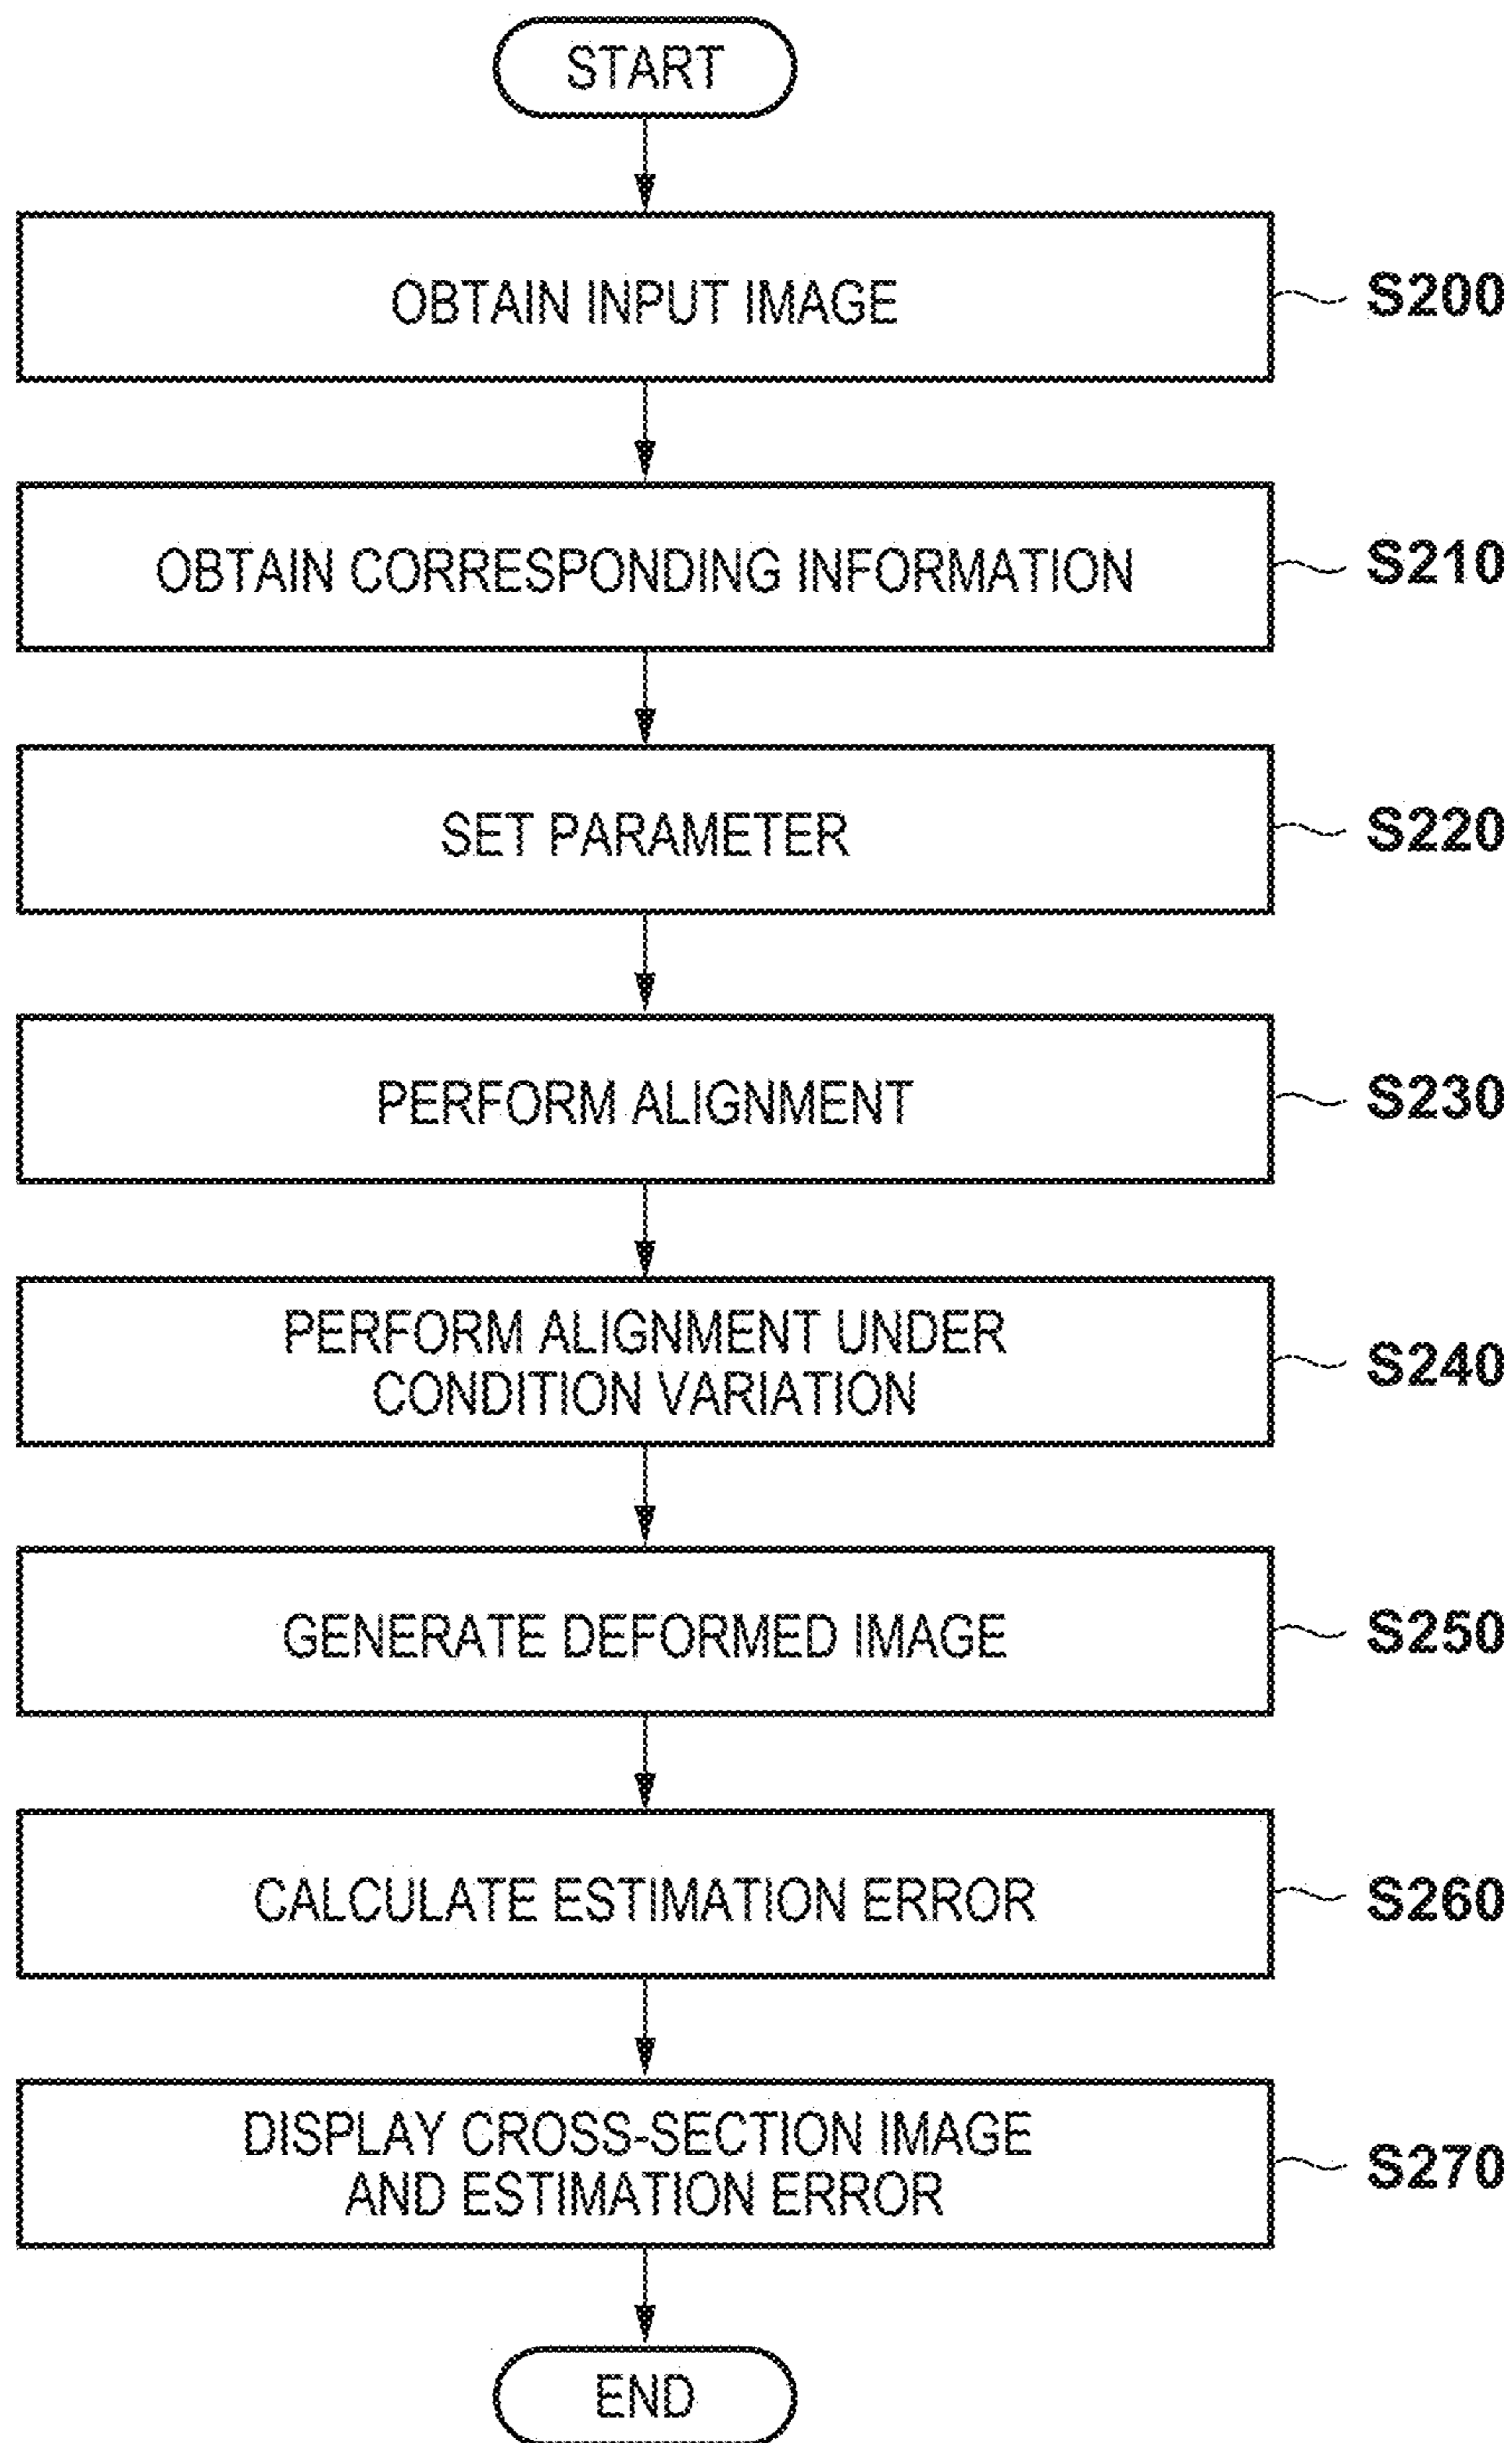 START
OBTAIN INPUT IMAGE
S200
OBTAIN CORRESPONDING INFORMATION
S210
SET PARAMETER
S220
PERFORM ALIGNMENT
S230
PERFORM ALIGNMENT UNDER
CONDITION VARIATION
S240
GENERATE DEFORMED IMAGE
S250
CALCULATE ESTIMATION ERROR
S260
DISPLAY CROSS-SECTION IMAGE
AND ESTIMATION ERROR
S270
END